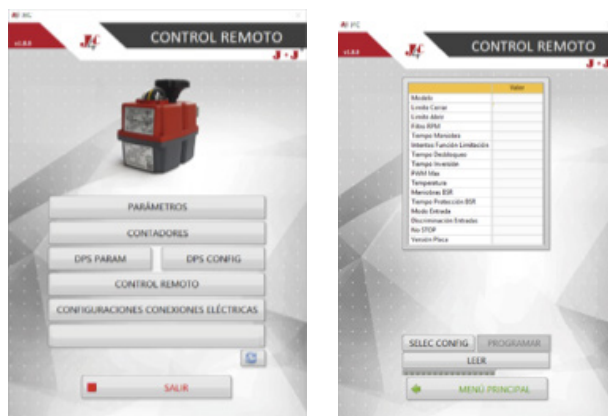 CONTROL REMOTO
J+J
PARÁMETROS
CONTADORES
DPS PARAM
DPS CONFIG
CONTROL REMOTO
CONFIGURACIONES CONEXIONES ELÉCTRICAS
SALIR
CONTROL REMOTO
J+J
Valor
Modelo
Limite Cerrar
Limite Abrir
Filtro RPM
Tiempo Maniobra
Intentos Función Limitación
Tiempo Desbloqueo
Tiempo Inversión
PWM Max
Temperatura
Maniobras BSR
Tiempo Protección BSR
Modo Entrada
Discriminación Entradas
No STOP
Versión Placa
SELEC CONFIG
PROGRAMAR
LEER
MENÚ PRINCIPAL